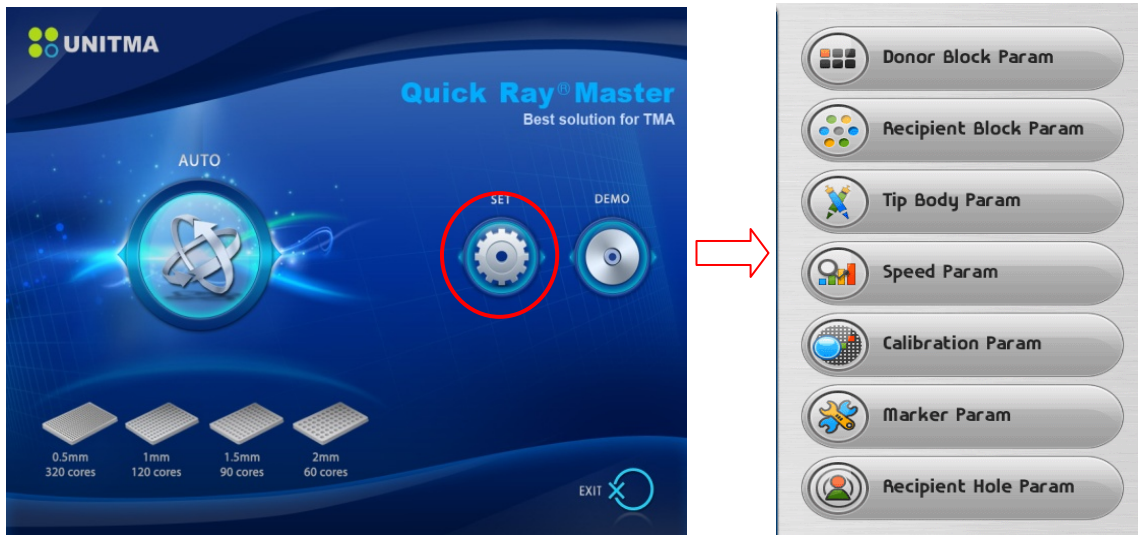 UNITMA
Quick Ray® Master
Best solution for TMA
AUTO
SET
DEMO
0.5mm
320 cores
1mm
120 cores
1.5mm
90 cores
2mm
60 cores
EXIT
Donor Block Param
Recipient Block Param
Tip Body Param
Speed Param
Calibration Param
Marker Param
Recipient Hole Param